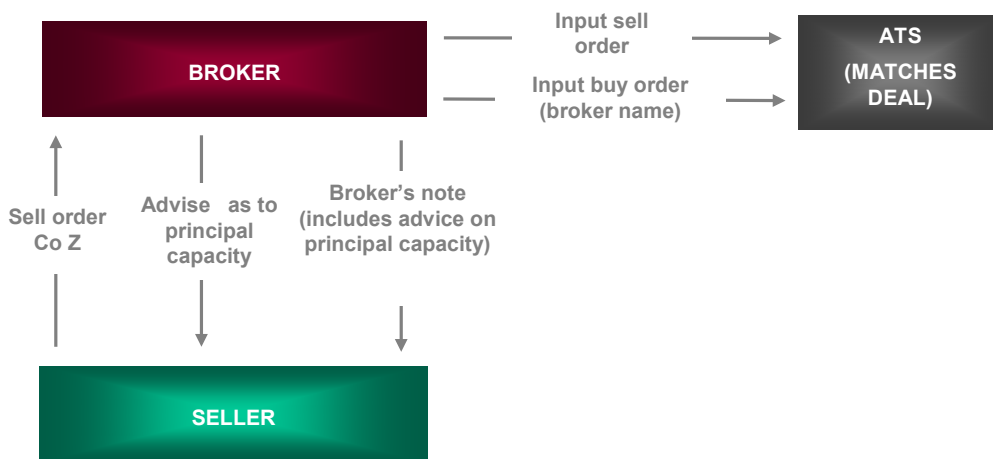 BROKER
Input sell
order
Input buy order
(broker name)
ATS
(MATCHES
DEAL)
Sell order
Co Z
Advise as to
principal
capacity
Broker's note
(includes advice on
principal capacity)
SELLER